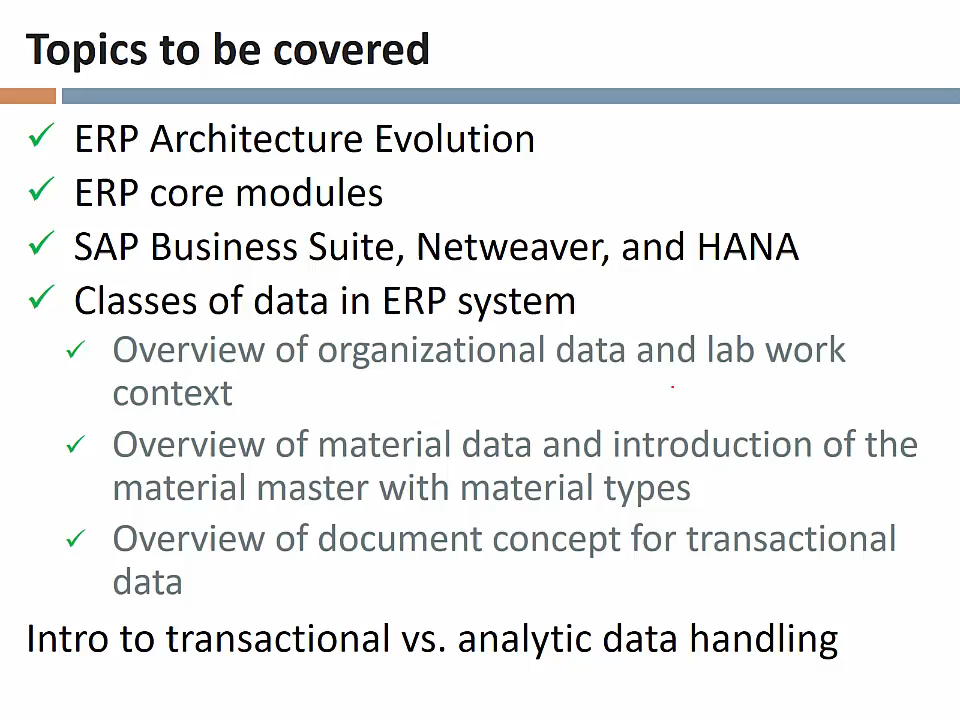 Topics to be covered
✓ ERP Architecture Evolution
✓ ERP core modules
✓ SAP Business Suite, Netweaver, and HANA
✓ Classes of data in ERP system
✓ Overview of organizational data and lab work
context
✓ Overview of material data and introduction of the
material master with material types
✓ Overview of document concept for transactional
data
Intro to transactional vs. analytic data handling